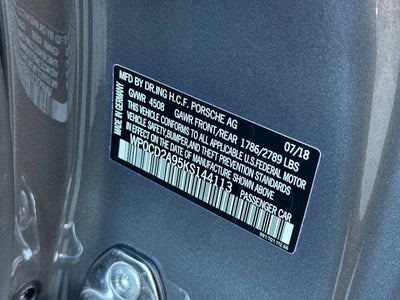 MFD BY DR.ING H.C.F. PORSCHE AG 07/18
MADE IN GERMANY
GVWR 4508 GAWR FRONT/REAR 1786/2789 LBS
THIS VEHICLE CONFORMS TO ALL APPLICABLE U.S. FEDERAL MOTOR
VEHICLE SAFETY,BUMPER,AND THEFT PREVENTION STANDARDS
IN EFFECT ON THE DATE OF MANUFACTURE SHOWN ABOVE
WP0CD2A95KS144113
PASSENGER CAR